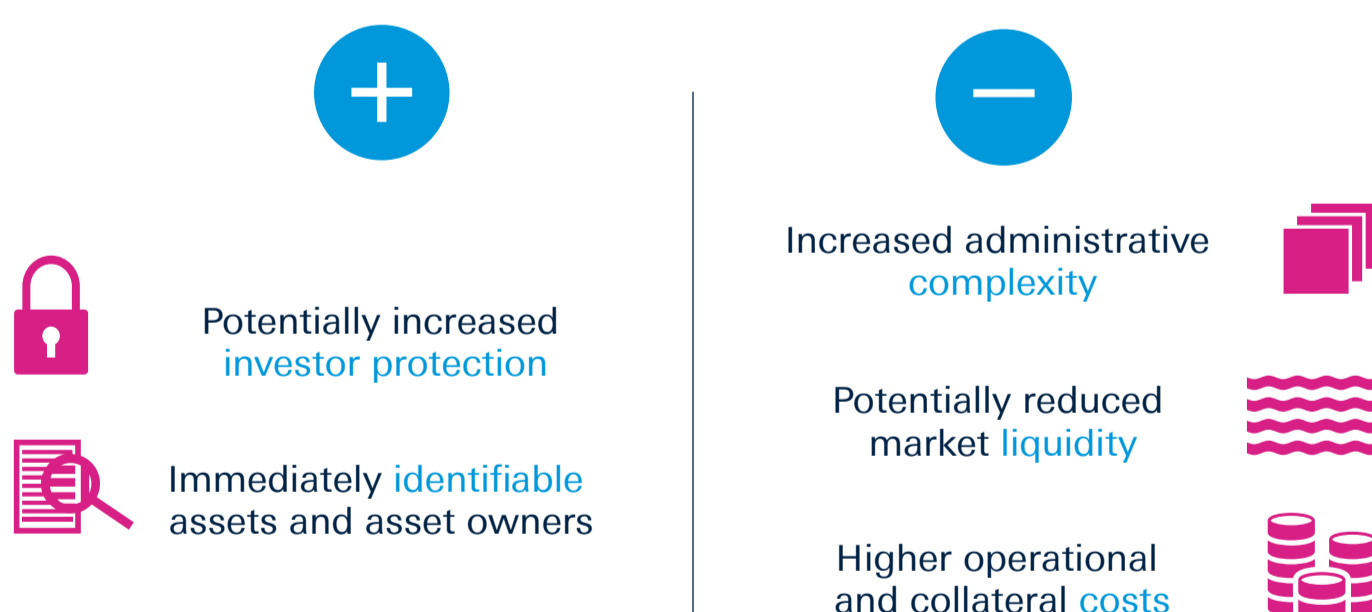 +
Potentially increased
investor protection
Immediately identifiable
assets and asset owners
−
Increased administrative
complexity
Potentially reduced
market liquidity
Higher operational
and collateral costs